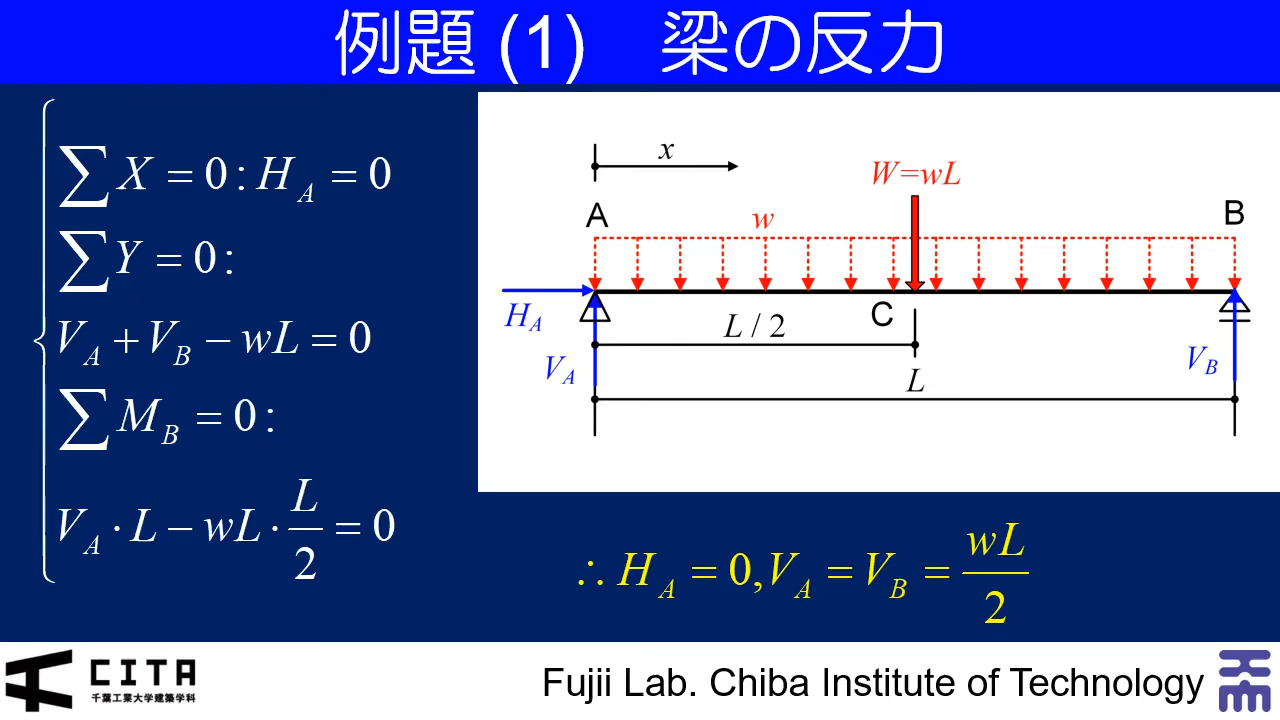 例題 (1) 梁の反力
∑X = 0 : H_A = 0
∑Y = 0 :
V_A + V_B − wL = 0
∑M_B = 0 :
V_A · L − wL · L/2 = 0
x
W=wL
A
w
B
H_A
C
L / 2
V_A
V_B
L
∴ H_A = 0, V_A = V_B = wL/2
CITA
千葉工業大学建築学科
Fujii Lab. Chiba Institute of Technology